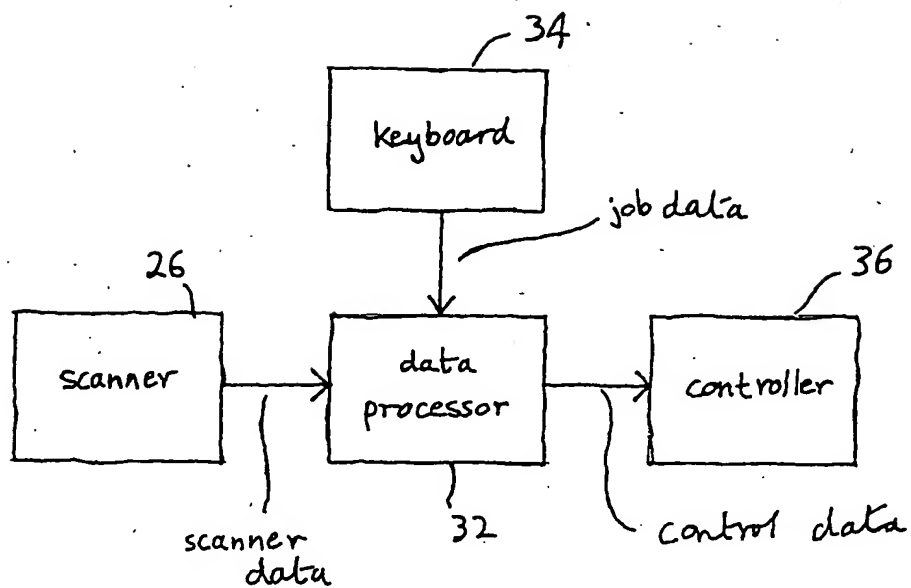 34
keyboard
job data
26
36
scanner
data
processor
controller
scanner
data
32
control data